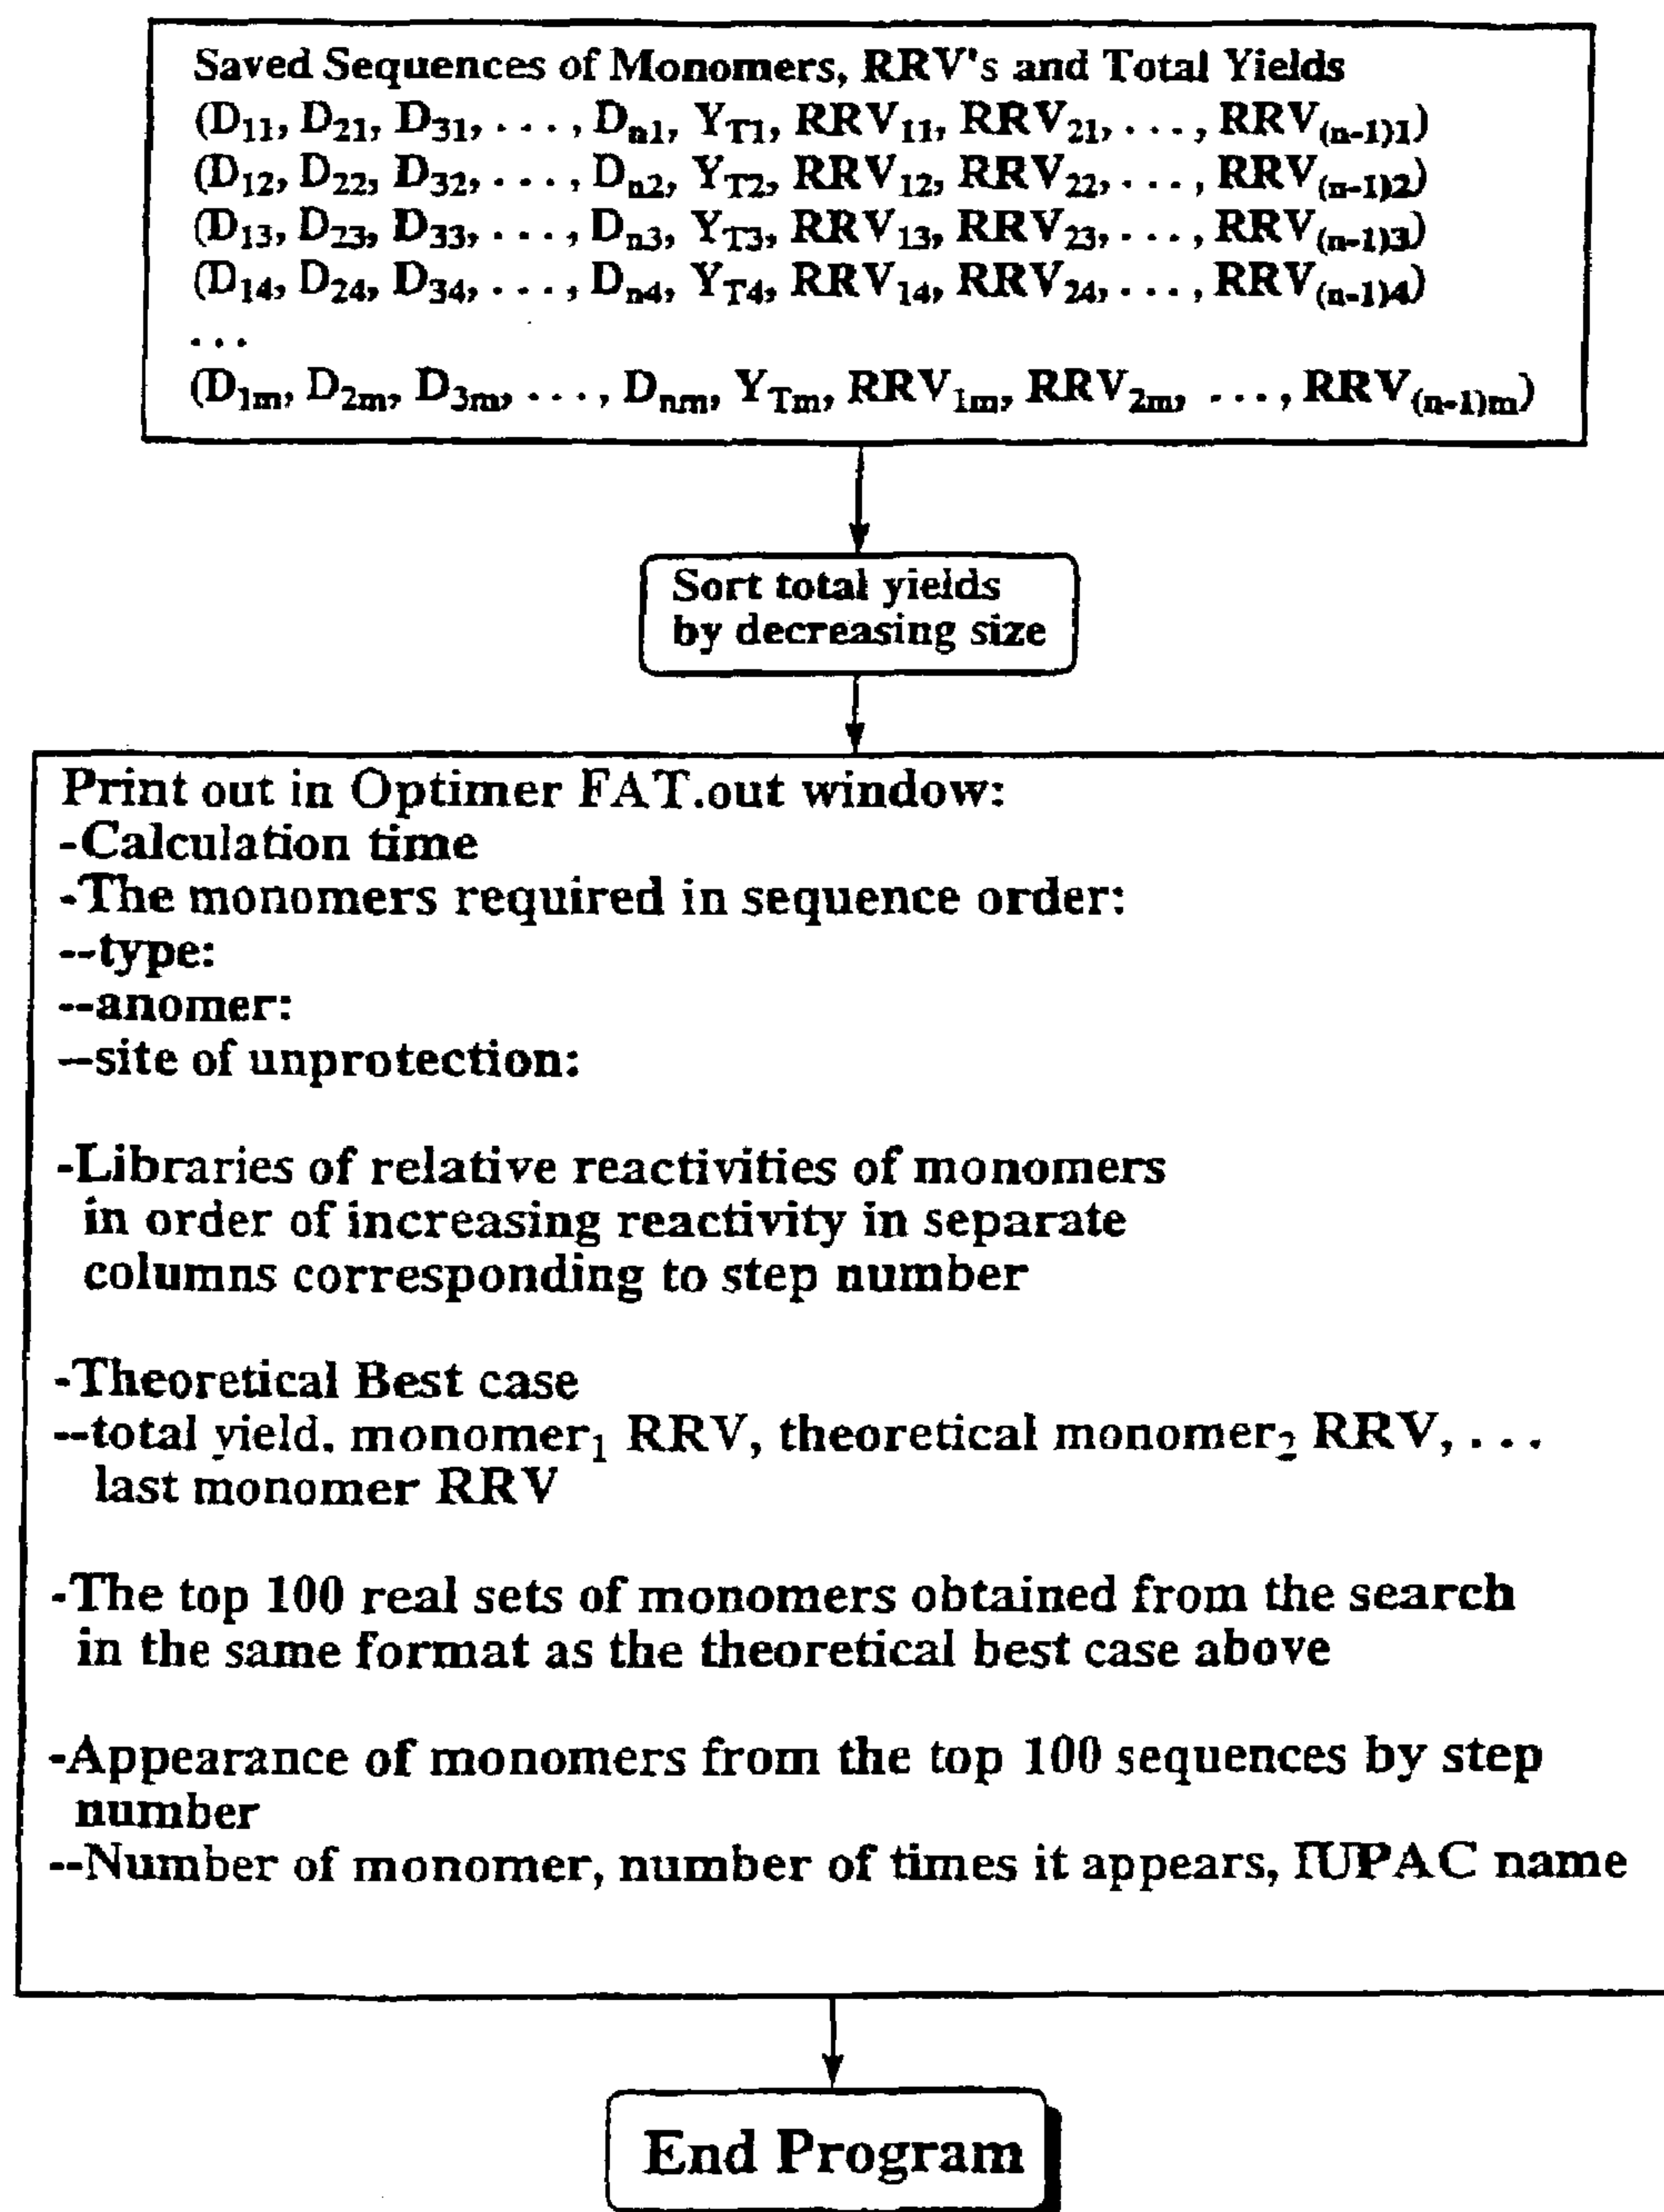 Saved Sequences of Monomers, RRV's and Total Yields
(D₁₁, D₂₁, D₃₁, . . . , Dₙ₁, Y_T1, RRV₁₁, RRV₂₁, . . . , RRV₍ₙ₋₁₎₁)
(D₁₂, D₂₂, D₃₂, . . . , Dₙ₂, Y_T2, RRV₁₂, RRV₂₂, . . . , RRV₍ₙ₋₁₎₂)
(D₁₃, D₂₃, D₃₃, . . . , Dₙ₃, Y_T3, RRV₁₃, RRV₂₃, . . . , RRV₍ₙ₋₁₎₃)
(D₁₄, D₂₄, D₃₄, . . . , Dₙ₄, Y_T4, RRV₁₄, RRV₂₄, . . . , RRV₍ₙ₋₁₎₄)
. . .
(D₁ₘ, D₂ₘ, D₃ₘ, . . . , Dₙₘ, Y_Tm, RRV₁ₘ, RRV₂ₘ, . . . , RRV₍ₙ₋₁₎ₘ)
Sort total yields
by decreasing size
Print out in Optimer FAT.out window:
-Calculation time
-The monomers required in sequence order:
--type:
--anomer:
--site of unprotection:
-Libraries of relative reactivities of monomers
in order of increasing reactivity in separate
columns corresponding to step number
-Theoretical Best case
--total yield. monomer₁ RRV, theoretical monomer₂ RRV, . . .
last monomer RRV
-The top 100 real sets of monomers obtained from the search
in the same format as the theoretical best case above
-Appearance of monomers from the top 100 sequences by step
number
--Number of monomer, number of times it appears, IUPAC name
End Program